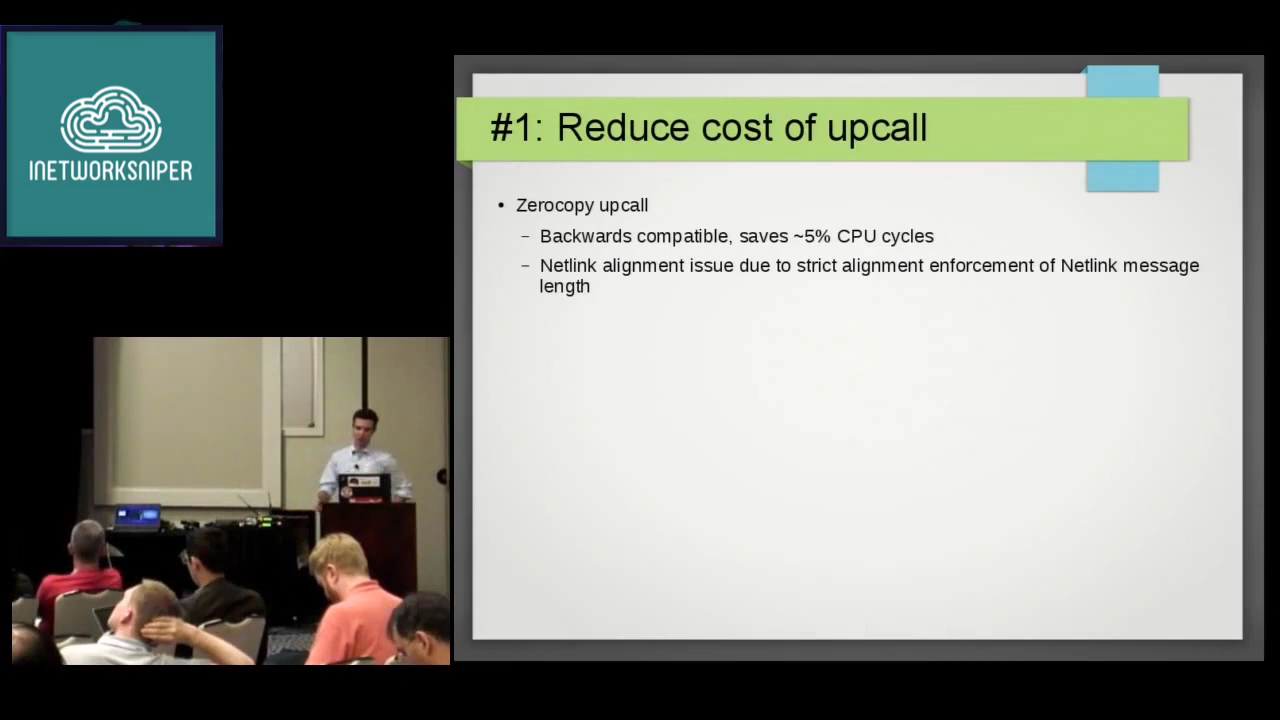 INETWORKSNIPER
#1: Reduce cost of upcall
• Zerocopy upcall
– Backwards compatible, saves ~5% CPU cycles
– Netlink alignment issue due to strict alignment enforcement of Netlink message
length